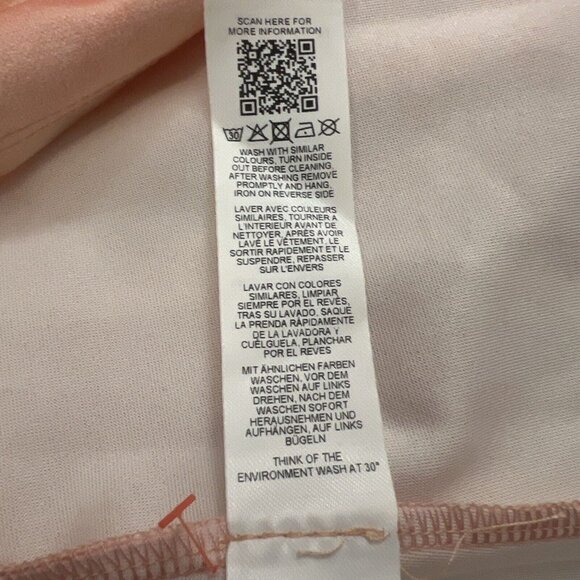 SCAN HERE FOR
MORE INFORMATION
30
WASH WITH SIMILAR
COLOURS, TURN INSIDE
OUT BEFORE CLEANING.
AFTER WASHING REMOVE
PROMPTLY AND HANG,
IRON ON REVERSE SIDE
LAVER AVEC COULEURS
SIMILAIRES, TOURNER A
L'INTERIEUR AVANT DE
NETTOYER, APRÈS AVOIR
LAVÉ LE VÊTEMENT, LE
SORTIR RAPIDEMENT ET LE
SUSPENDRE, REPASSER
SUR L'ENVERS
LAVAR CON COLORES
SIMILARES, LIMPIAR
SIEMPRE POR EL REVÉS,
TRAS SU LAVADO, SAQUE
LA PRENDA RÁPIDAMENTE
DE LA LAVADORA Y
CUÉLGUELA, PLANCHAR
POR EL REVES
MIT ÄHNLICHEN FARBEN
WASCHEN, VOR DEM
WASCHEN AUF LINKS
DREHEN, NACH DEM
WASCHEN SOFORT
HERAUSNEHMEN UND
AUFHÄNGEN, AUF LINKS
BÜGELN
THINK OF THE
ENVIRONMENT WASH AT 30°